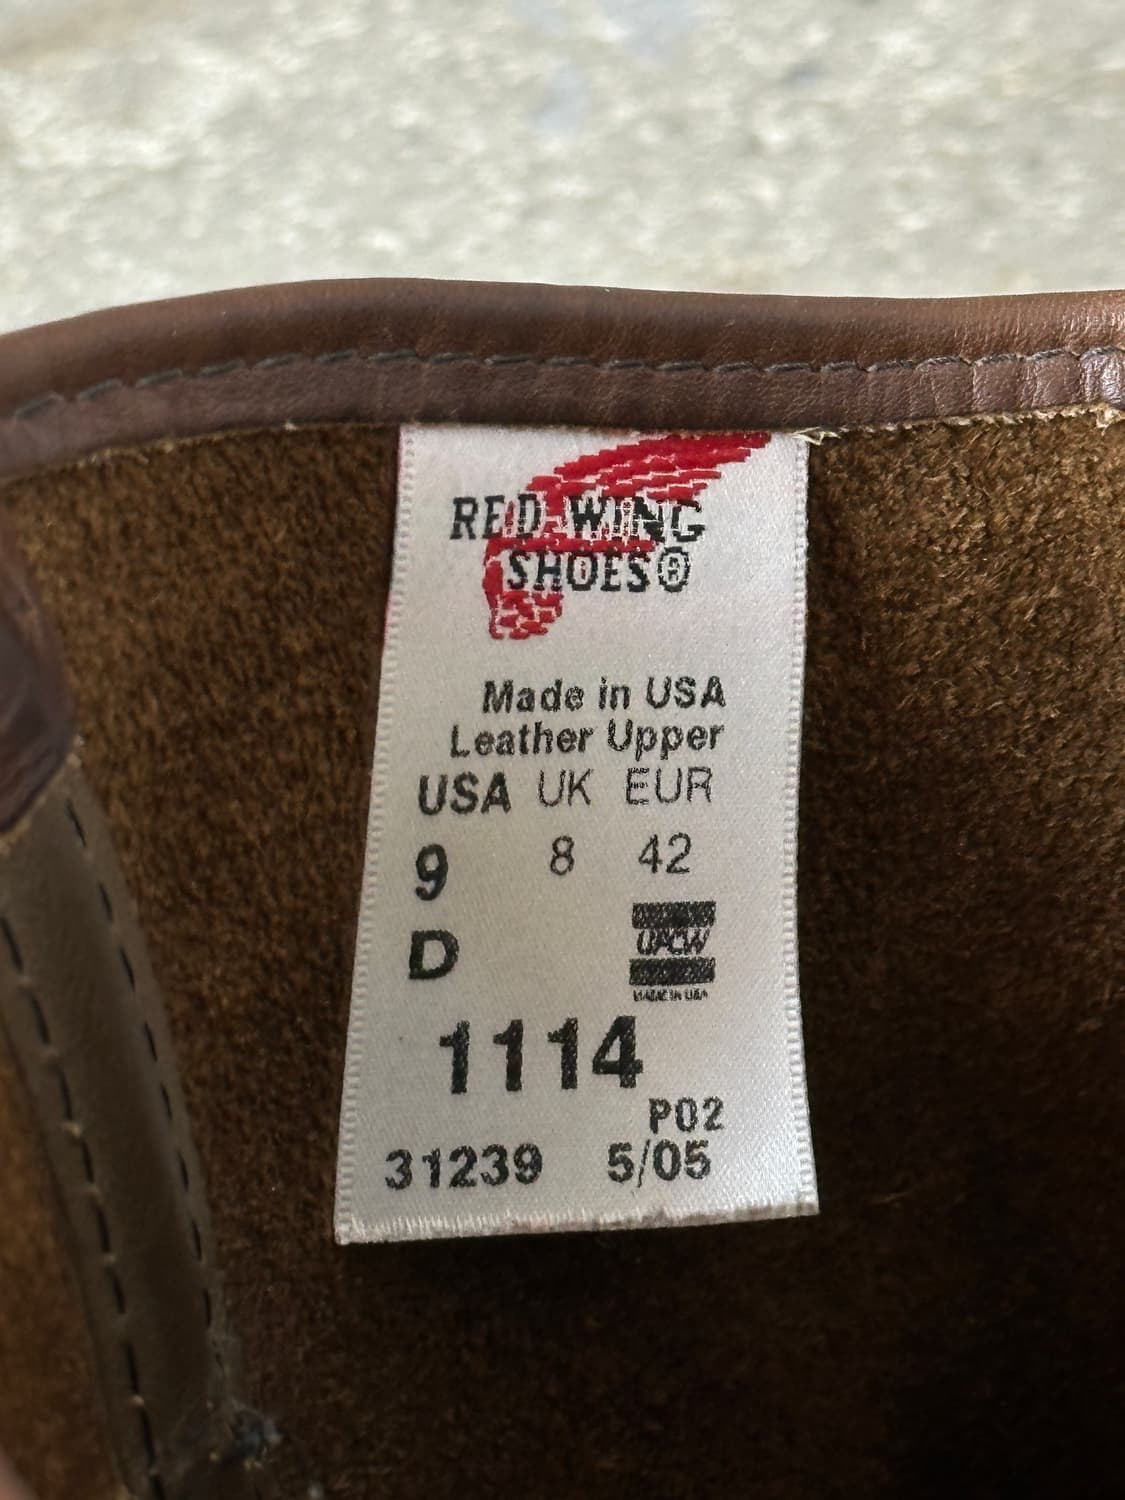 RED WING
SHOES®
Made in USA
Leather Upper
USA UK EUR
9 8 42
D
UFCW
MADE IN USA
1114
P02
31239 5/05